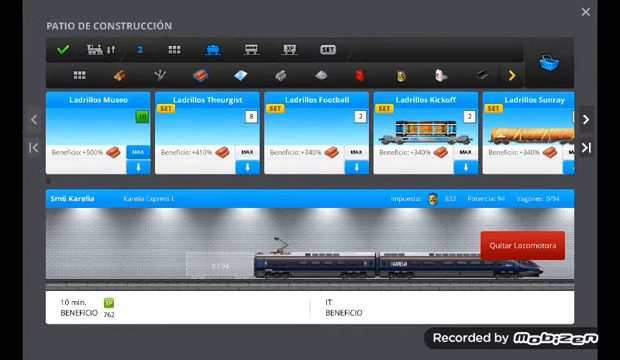 PATIO DE CONSTRUCCIÓN
2
XP
SET
Ladrillos Museo
10
Beneficio:+500%
MAX
Ladrillos Theurgist
SET
8
Beneficio:+410%
MAX
Ladrillos Football
SET
2
Beneficio:+340%
MAX
Ladrillos Kickoff
SET
2
Beneficio:+340%
MAX
Ladrillos Sunray
SET
Beneficio:+340%
Sm6 Karelia
Karelia Express I
Impuesto:
832
Potencia: 94
Vagones: 0/94
0 / 94
Quitar Locomotora
10 min.
BENEFICIO
XP
762
IT
BENEFICIO
Recorded by MOBIZEN